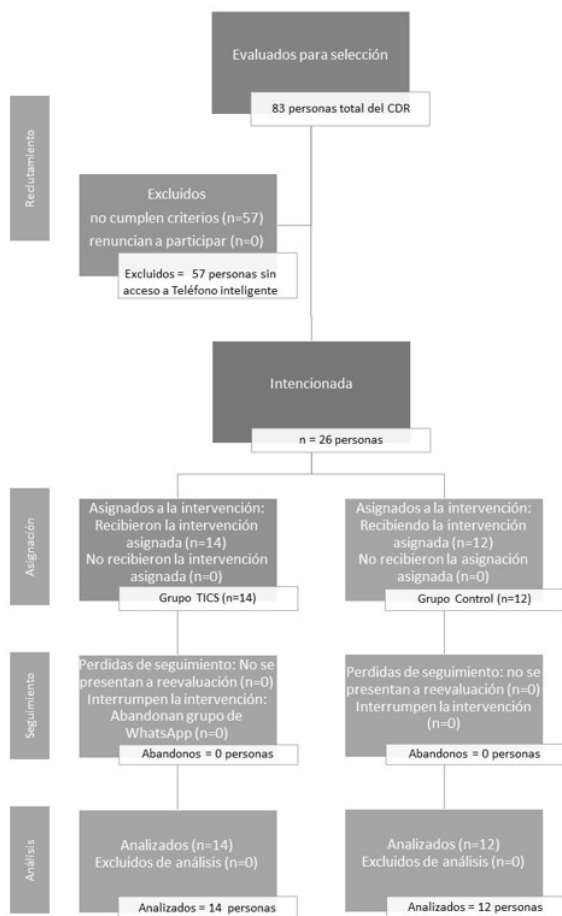 Evaluados para selección
83 personas total del CDR
Reclutamiento
Excluidos
no cumplen criterios (n=57)
renuncian a participar (n=0)
Excluidos = 57 personas sin
acceso a Teléfono inteligente
Intencionada
n = 26 personas
Asignación
Asignados a la intervención:
Recibieron la intervención
asignada (n=14)
No recibieron la intervención
asignada (n=0)
Grupo TICS (n=14)
Asignados a la intervención:
Recibiendo la intervención
asignada (n=12)
No recibieron la asignación
asignada (n=0)
Grupo Control (n=12)
Seguimiento
Perdidas de seguimiento: No se
presentan a reevaluación (n=0)
Interrumpen la intervención:
Abandonan grupo de
WhatsApp (n=0)
Abandonos = 0 personas
Perdidas de seguimiento: no se
presentan a reevaluación (n=0)
Interrumpen la intervención
(n=0)
Abandonos = 0 personas
Análisis
Analizados (n=14)
Excluidos de análisis (n=0)
Analizados = 14 personas
Analizados (n=12)
Excluidos de análisis (n=0)
Analizados = 12 personas